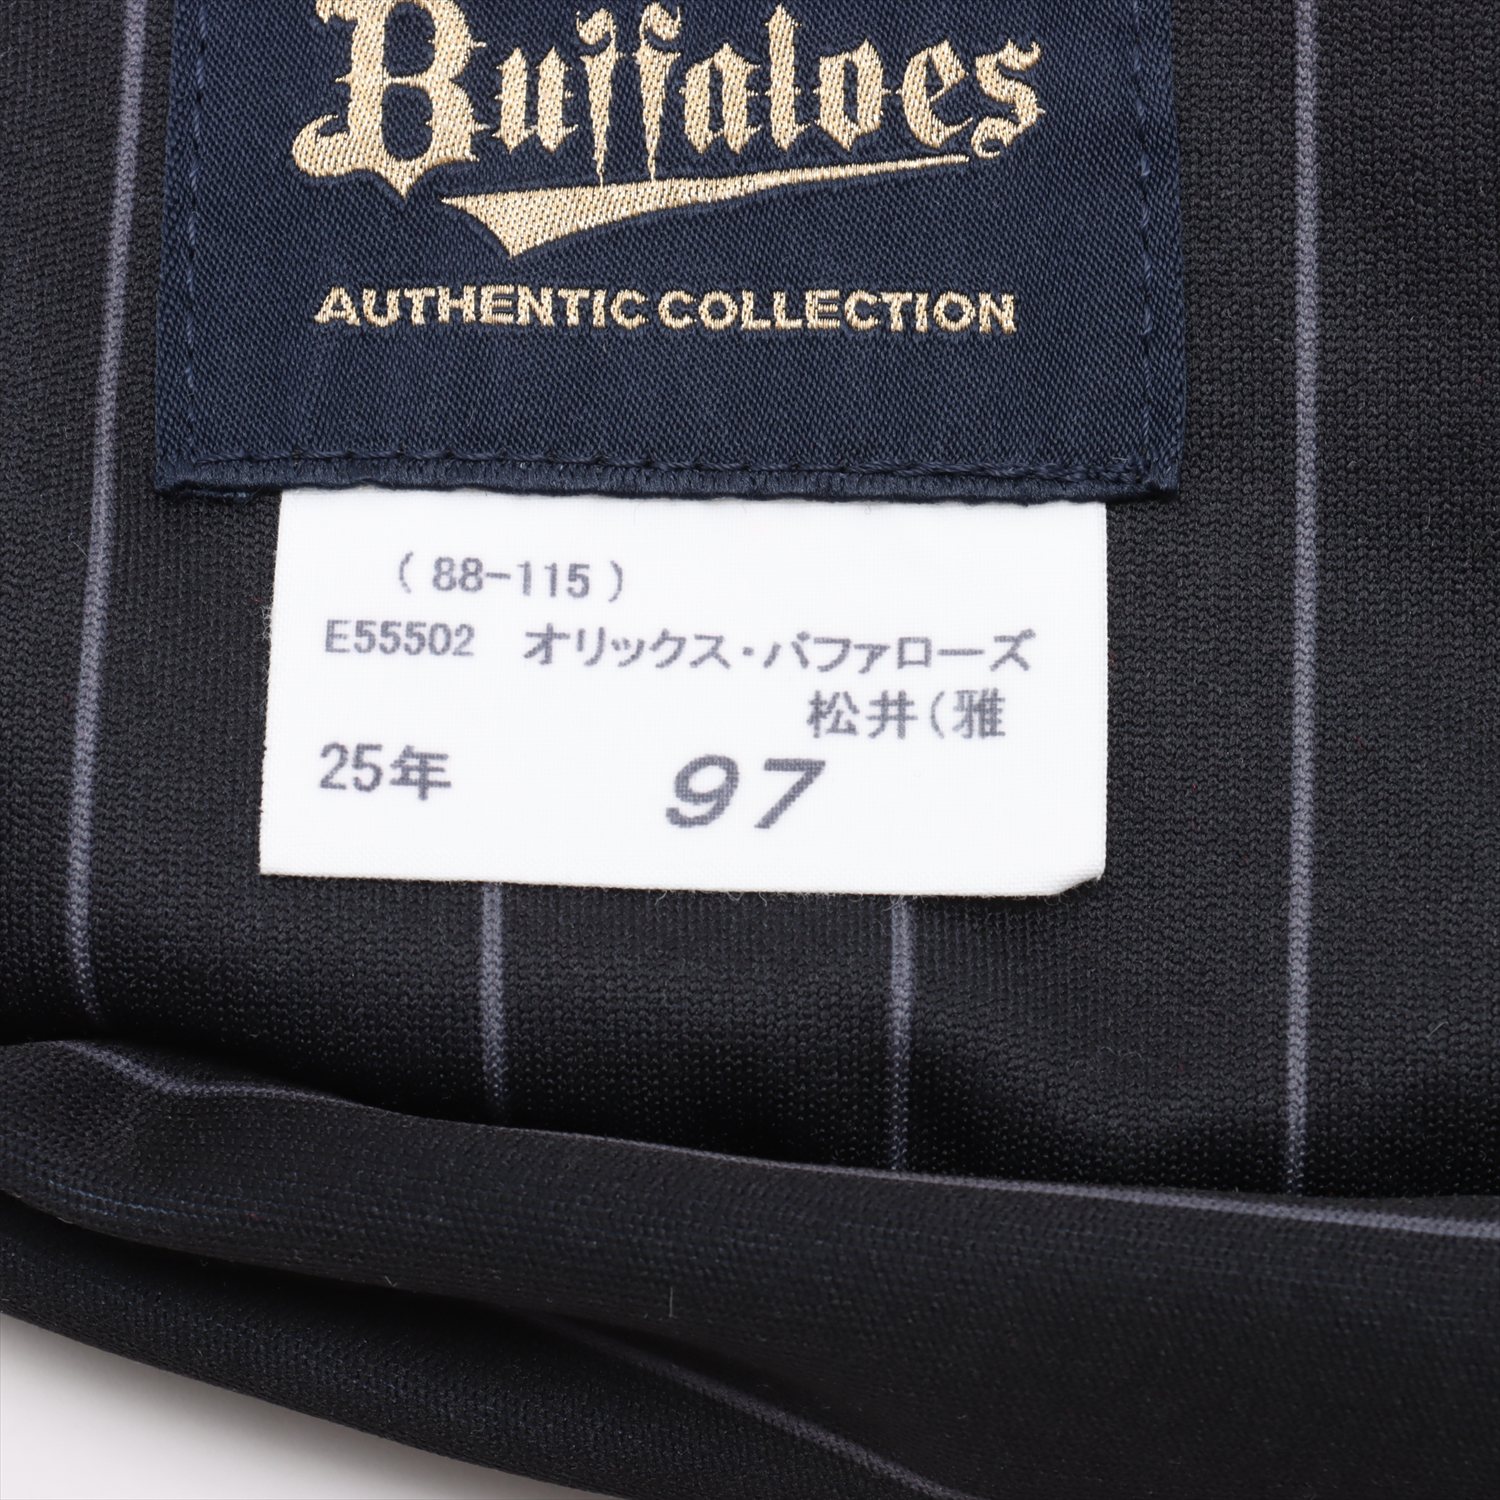 Buffaloes
AUTHENTIC COLLECTION
( 88-115 )
E55502 オリックス・バファローズ
松井(雅
25年 97